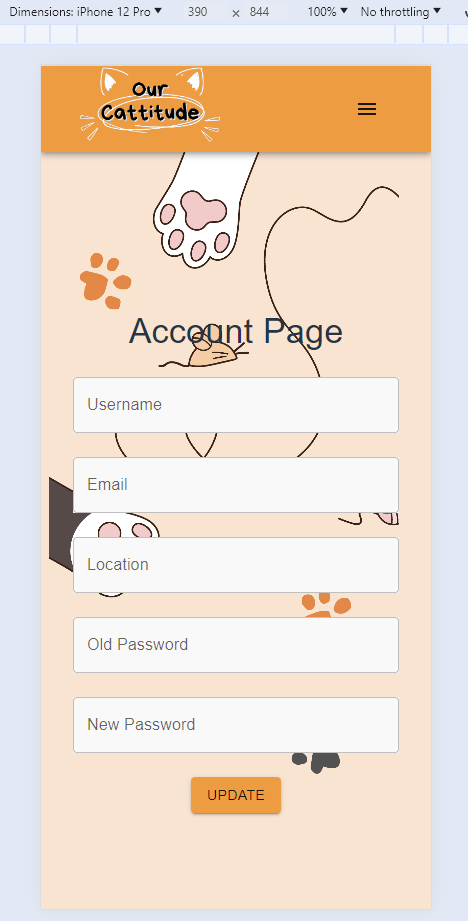 Dimensions: iPhone 12 Pro 390 × 844 100% No throttling
Our
Cattitude
Account Page
Username
Email
Location
Old Password
New Password
UPDATE